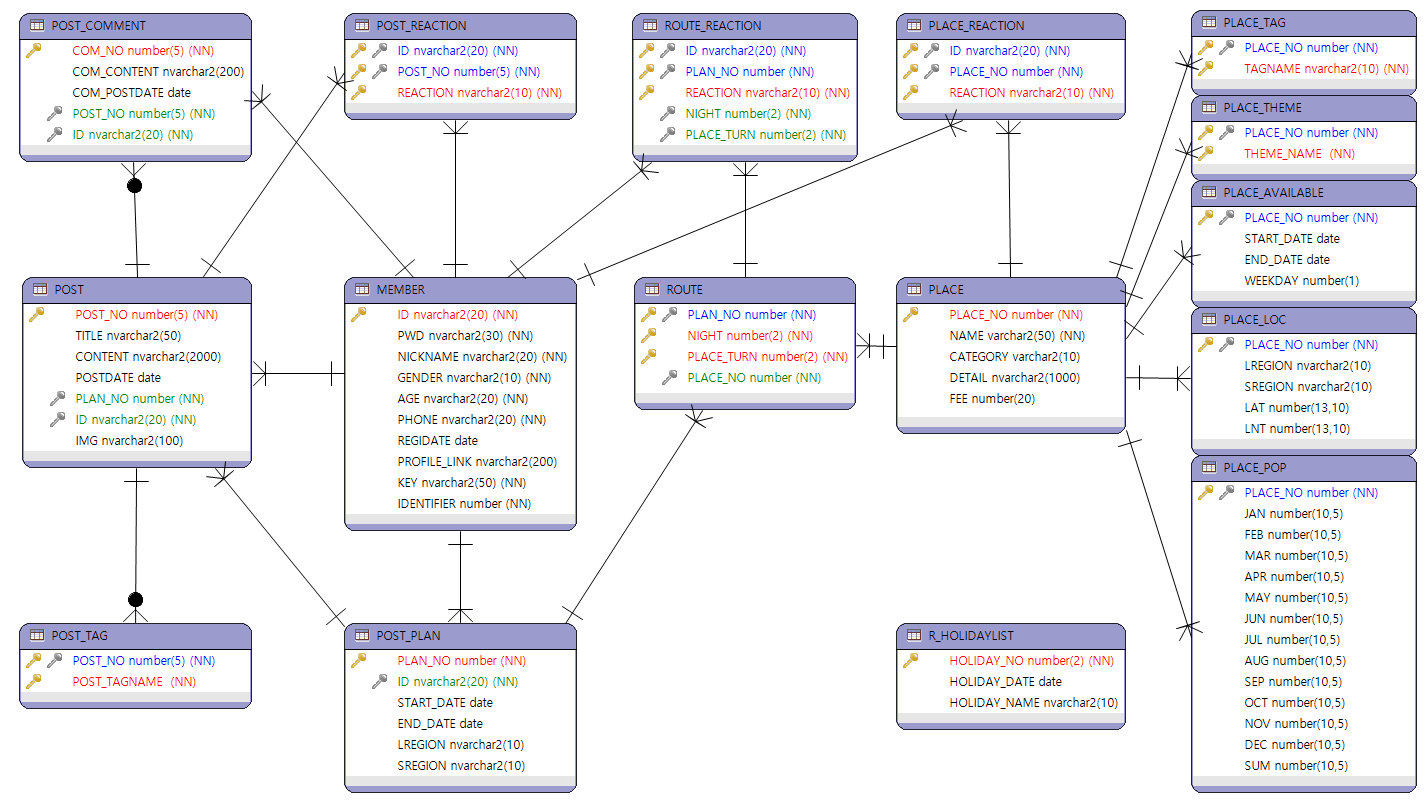 POST_COMMENT
COM_NO number(5) (NN)
COM_CONTENT nvarchar2(200)
COM_POSTDATE date
POST_NO number(5) (NN)
ID nvarchar2(20) (NN)
POST_REACTION
ID nvarchar2(20) (NN)
POST_NO number(5) (NN)
REACTION nvarchar2(10) (NN)
ROUTE_REACTION
ID nvarchar2(20) (NN)
PLAN_NO number (NN)
REACTION nvarchar2(10) (NN)
NIGHT number(2) (NN)
PLACE_TURN number(2) (NN)
PLACE_REACTION
ID nvarchar2(20) (NN)
PLACE_NO number (NN)
REACTION nvarchar2(10) (NN)
PLACE_TAG
PLACE_NO number (NN)
TAGNAME nvarchar2(10) (NN)
PLACE_THEME
PLACE_NO number (NN)
THEME_NAME (NN)
PLACE_AVAILABLE
PLACE_NO number (NN)
START_DATE date
END_DATE date
WEEKDAY number(1)
POST
POST_NO number(5) (NN)
TITLE nvarchar2(50)
CONTENT nvarchar2(2000)
POSTDATE date
PLAN_NO number (NN)
ID nvarchar2(20) (NN)
IMG nvarchar2(100)
MEMBER
ID nvarchar2(20) (NN)
PWD nvarchar2(30) (NN)
NICKNAME nvarchar2(20) (NN)
GENDER nvarchar2(10) (NN)
AGE nvarchar2(20) (NN)
PHONE nvarchar2(20) (NN)
REGIDATE date
PROFILE_LINK nvarchar2(200)
KEY nvarchar2(50) (NN)
IDENTIFIER number (NN)
ROUTE
PLAN_NO number (NN)
NIGHT number(2) (NN)
PLACE_TURN number(2) (NN)
PLACE_NO number (NN)
PLACE
PLACE_NO number (NN)
NAME varchar2(50) (NN)
CATEGORY varchar2(10)
DETAIL nvarchar2(1000)
FEE number(20)
PLACE_LOC
PLACE_NO number (NN)
LREGION nvarchar2(10)
SREGION nvarchar2(10)
LAT number(13,10)
LNT number(13,10)
PLACE_POP
PLACE_NO number (NN)
JAN number(10,5)
FEB number(10,5)
MAR number(10,5)
APR number(10,5)
MAY number(10,5)
JUN number(10,5)
JUL number(10,5)
AUG number(10,5)
SEP number(10,5)
OCT number(10,5)
NOV number(10,5)
DEC number(10,5)
SUM number(10,5)
POST_TAG
POST_NO number(5) (NN)
POST_TAGNAME (NN)
POST_PLAN
PLAN_NO number (NN)
ID nvarchar2(20) (NN)
START_DATE date
END_DATE date
LREGION nvarchar2(10)
SREGION nvarchar2(10)
R_HOLIDAYLIST
HOLIDAY_NO number(2) (NN)
HOLIDAY_DATE date
HOLIDAY_NAME nvarchar2(10)